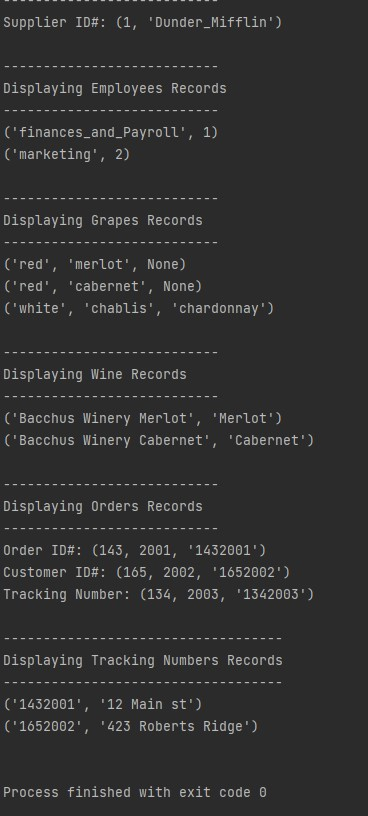 ---------------------------
Supplier ID#: (1, 'Dunder_Mifflin')
---------------------------
Displaying Employees Records
---------------------------
('finances_and_Payroll', 1)
('marketing', 2)
---------------------------
Displaying Grapes Records
---------------------------
('red', 'merlot', None)
('red', 'cabernet', None)
('white', 'chablis', 'chardonnay')
---------------------------
Displaying Wine Records
---------------------------
('Bacchus Winery Merlot', 'Merlot')
('Bacchus Winery Cabernet', 'Cabernet')
---------------------------
Displaying Orders Records
---------------------------
Order ID#: (143, 2001, '1432001')
Customer ID#: (165, 2002, '1652002')
Tracking Number: (134, 2003, '1342003')
-----------------------------------
Displaying Tracking Numbers Records
-----------------------------------
('1432001', '12 Main st')
('1652002', '423 Roberts Ridge')
Process finished with exit code 0